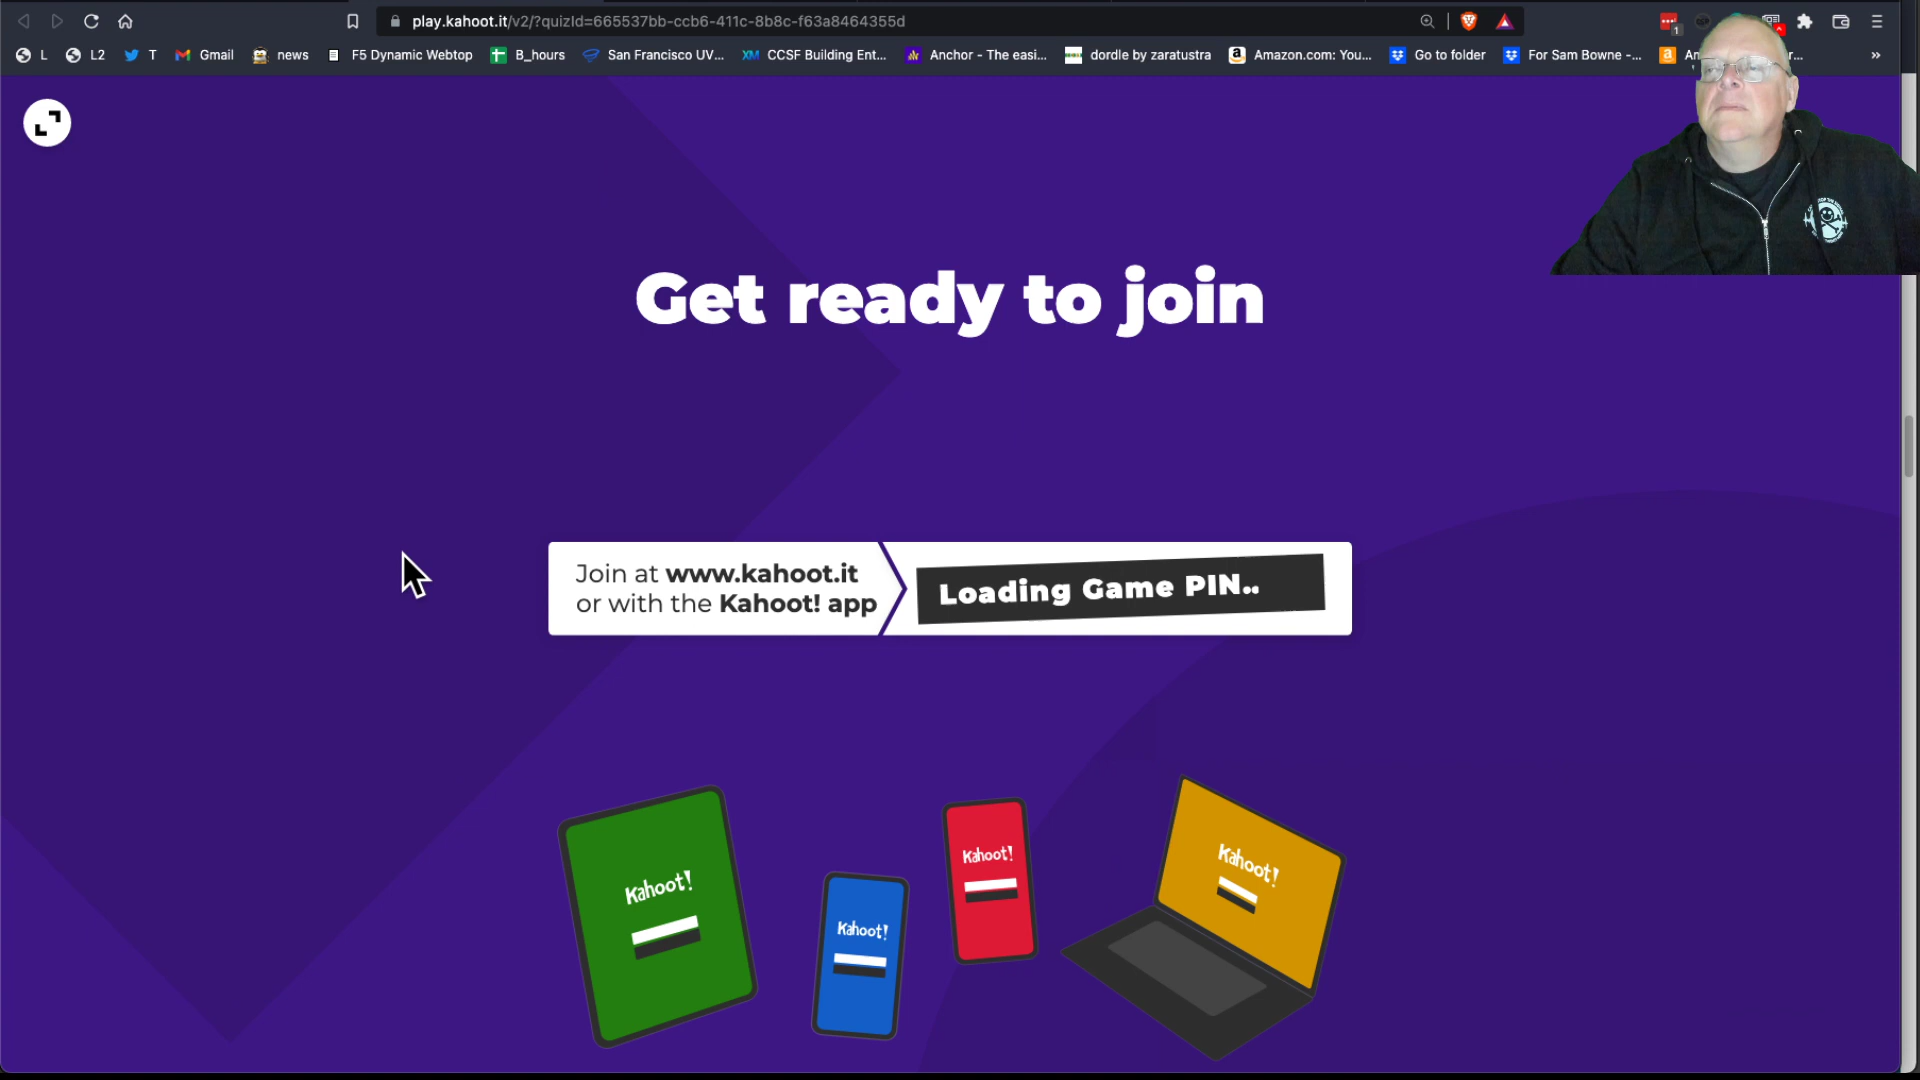 play.kahoot.it/v2/?quizId=665537bb-ccb6-411c-8b8c-f63a8464355d
L L2 T Gmail news F5 Dynamic Webtop B_hours San Francisco UV... CCSF Building Ent... Anchor - The easi... dordle by zaratustra Amazon.com: You... Go to folder For Sam Bowne -... »
Get ready to join
Join at www.kahoot.it
or with the Kahoot! app
Loading Game PIN..
Kahoot!
Kahoot!
Kahoot!
Kahoot!